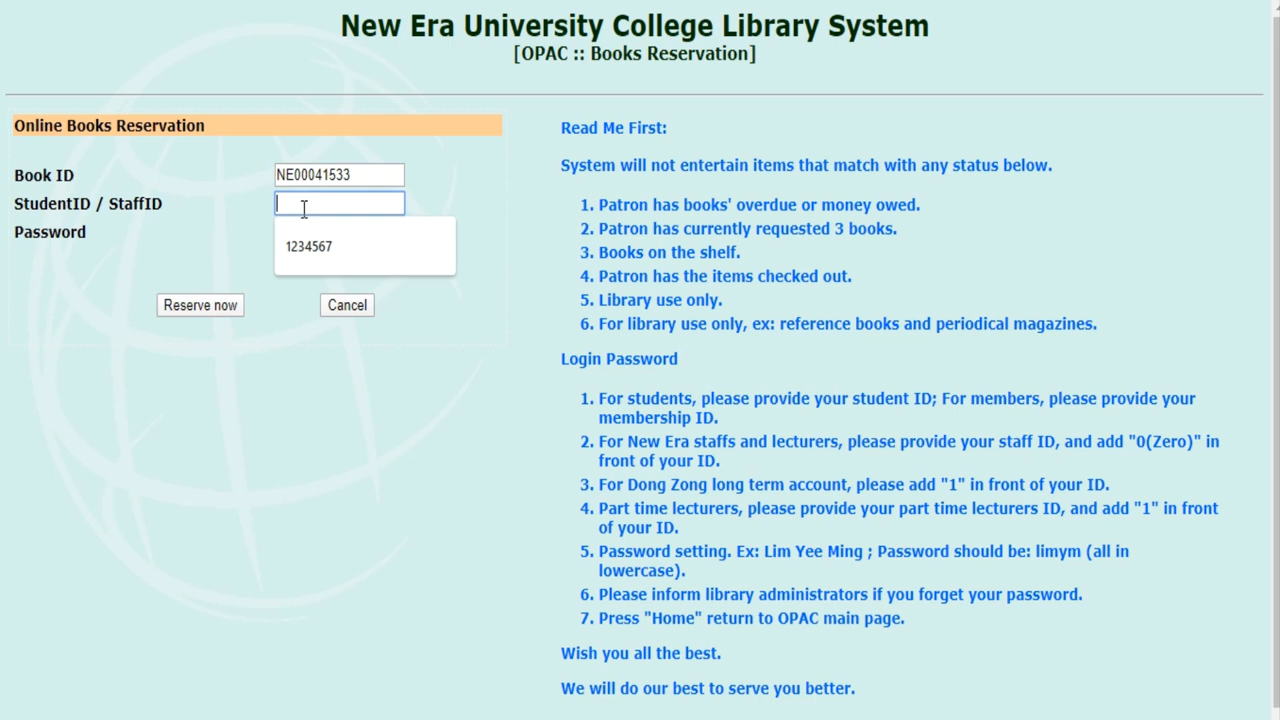 New Era University College Library System
[OPAC :: Books Reservation]
Online Books Reservation
Book ID NE00041533
StudentID / StaffID
Password
1234567
Reserve now Cancel
Read Me First:
System will not entertain items that match with any status below.
1. Patron has books' overdue or money owed.
2. Patron has currently requested 3 books.
3. Books on the shelf.
4. Patron has the items checked out.
5. Library use only.
6. For library use only, ex: reference books and periodical magazines.
Login Password
1. For students, please provide your student ID; For members, please provide your
membership ID.
2. For New Era staffs and lecturers, please provide your staff ID, and add "0(Zero)" in
front of your ID.
3. For Dong Zong long term account, please add "1" in front of your ID.
4. Part time lecturers, please provide your part time lecturers ID, and add "1" in front
of your ID.
5. Password setting. Ex: Lim Yee Ming ; Password should be: limym (all in
lowercase).
6. Please inform library administrators if you forget your password.
7. Press "Home" return to OPAC main page.
Wish you all the best.
We will do our best to serve you better.